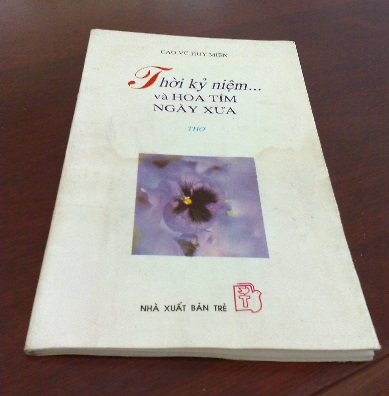 CAO VŨ HUY MIÊN
Thời kỷ niệm...
và HOA TÍM
NGÀY XƯA
THƠ
NHÀ XUẤT BẢN TRẺ